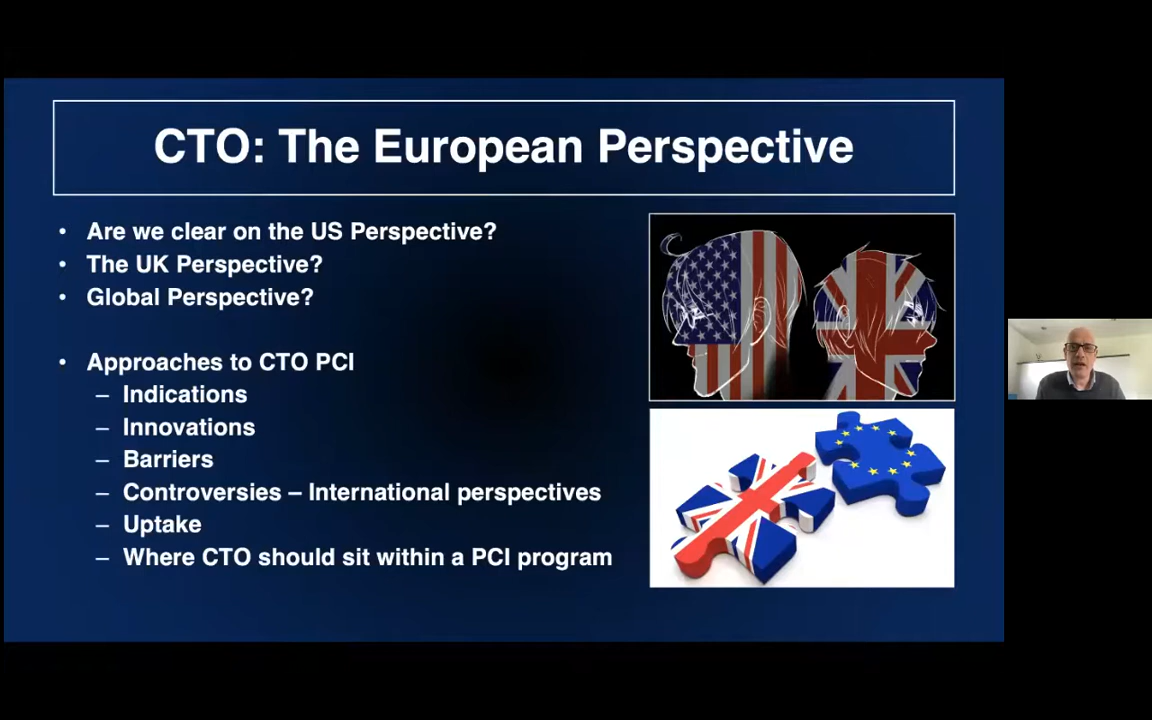 CTO: The European Perspective
• Are we clear on the US Perspective?
• The UK Perspective?
• Global Perspective?
• Approaches to CTO PCI
– Indications
– Innovations
– Barriers
– Controversies – International perspectives
– Uptake
– Where CTO should sit within a PCI program